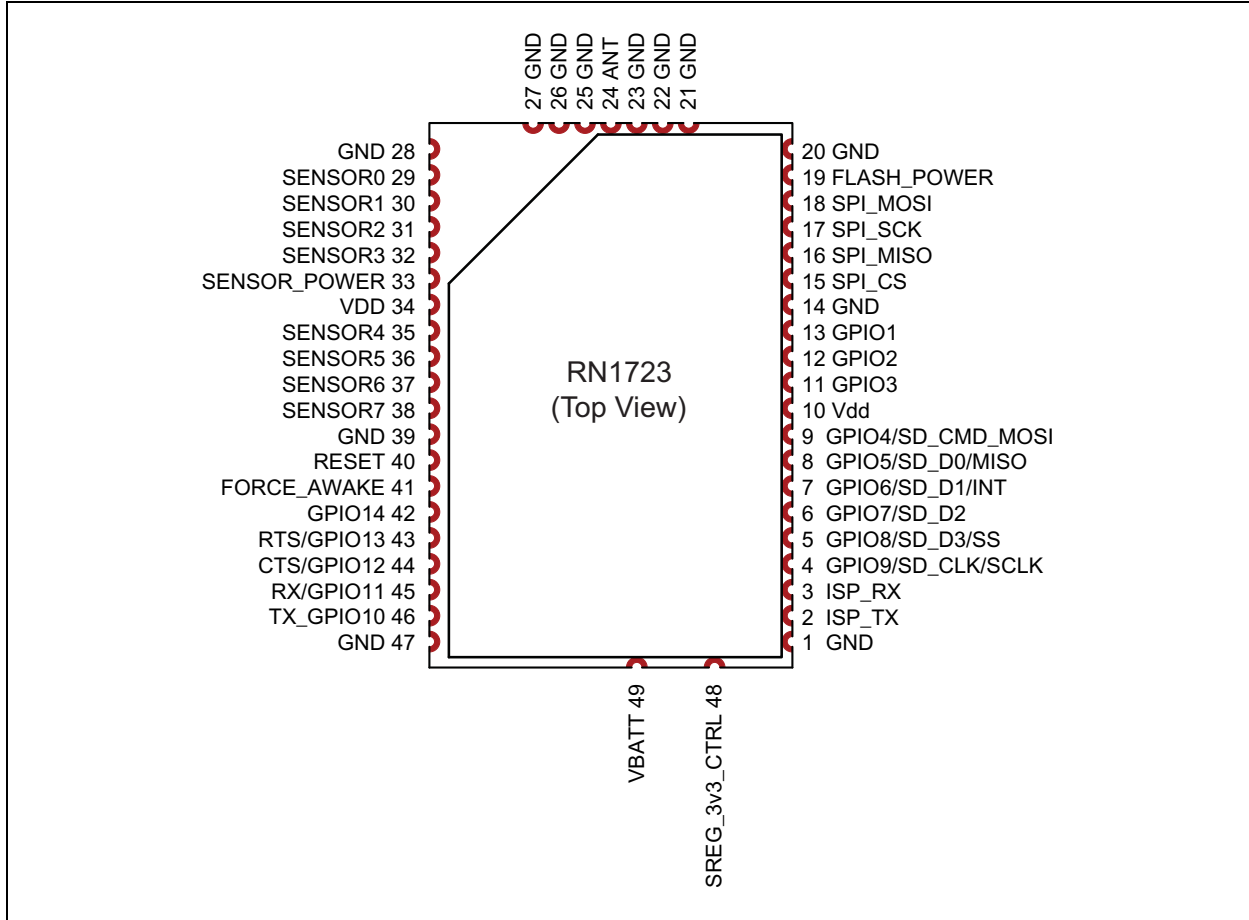 27 GND
26 GND
25 GND
24 ANT
23 GND
22 GND
21 GND
GND 28
SENSOR0 29
SENSOR1 30
SENSOR2 31
SENSOR3 32
SENSOR_POWER 33
VDD 34
SENSOR4 35
SENSOR5 36
SENSOR6 37
SENSOR7 38
GND 39
RESET 40
FORCE_AWAKE 41
GPIO14 42
RTS/GPIO13 43
CTS/GPIO12 44
RX/GPIO11 45
TX_GPIO10 46
GND 47
RN1723
(Top View)
20 GND
19 FLASH_POWER
18 SPI_MOSI
17 SPI_SCK
16 SPI_MISO
15 SPI_CS
14 GND
13 GPIO1
12 GPIO2
11 GPIO3
10 Vdd
9 GPIO4/SD_CMD_MOSI
8 GPIO5/SD_D0/MISO
7 GPIO6/SD_D1/INT
6 GPIO7/SD_D2
5 GPIO8/SD_D3/SS
4 GPIO9/SD_CLK/SCLK
3 ISP_RX
2 ISP_TX
1 GND
VBATT 49
SREG_3v3_CTRL 48